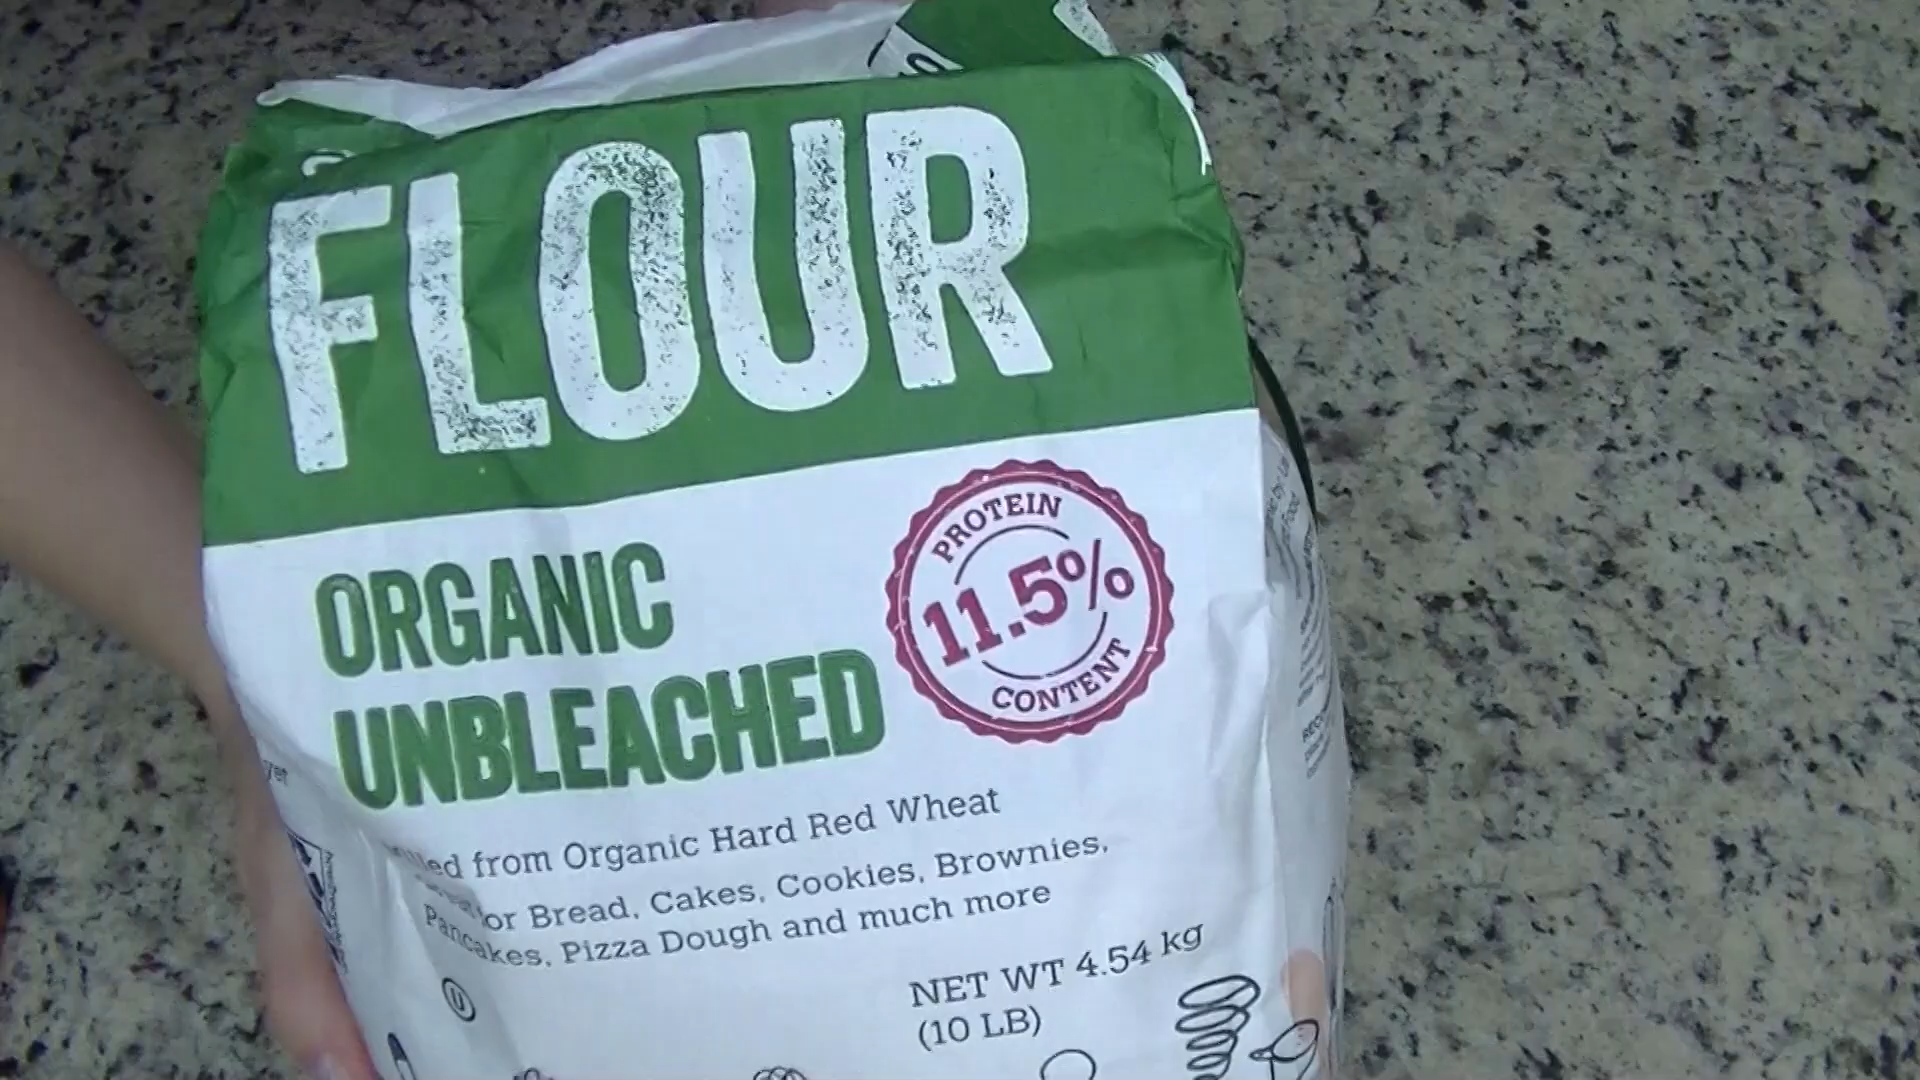 FLOUR
ORGANIC
UNBLEACHED
PROTEIN
11.5%
CONTENT
from Organic Hard Red Wheat
Bread, Cakes, Cookies, Brownies,
Pancakes, Pizza Dough and much more
U
NET WT 4.54 kg
(10 LB)